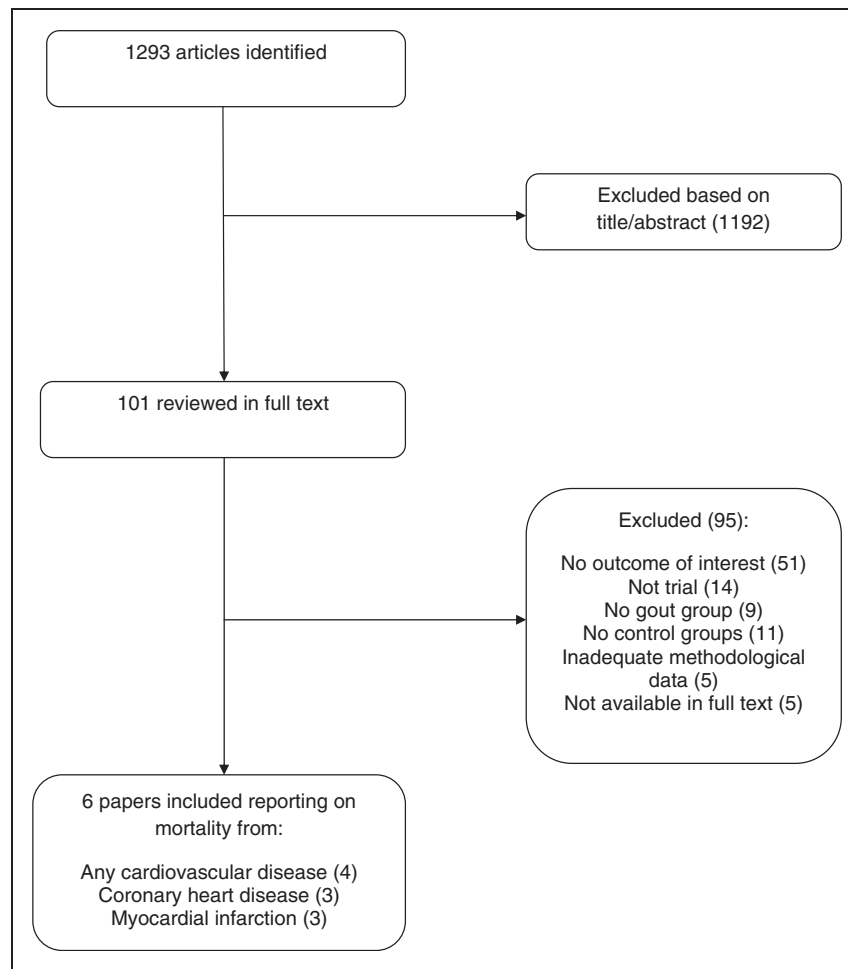 1293 articles identified
Excluded based on
title/abstract (1192)
101 reviewed in full text
Excluded (95):
No outcome of interest (51)
Not trial (14)
No gout group (9)
No control groups (11)
Inadequate methodological
data (5)
Not available in full text (5)
6 papers included reporting on
mortality from:
Any cardiovascular disease (4)
Coronary heart disease (3)
Myocardial infarction (3)